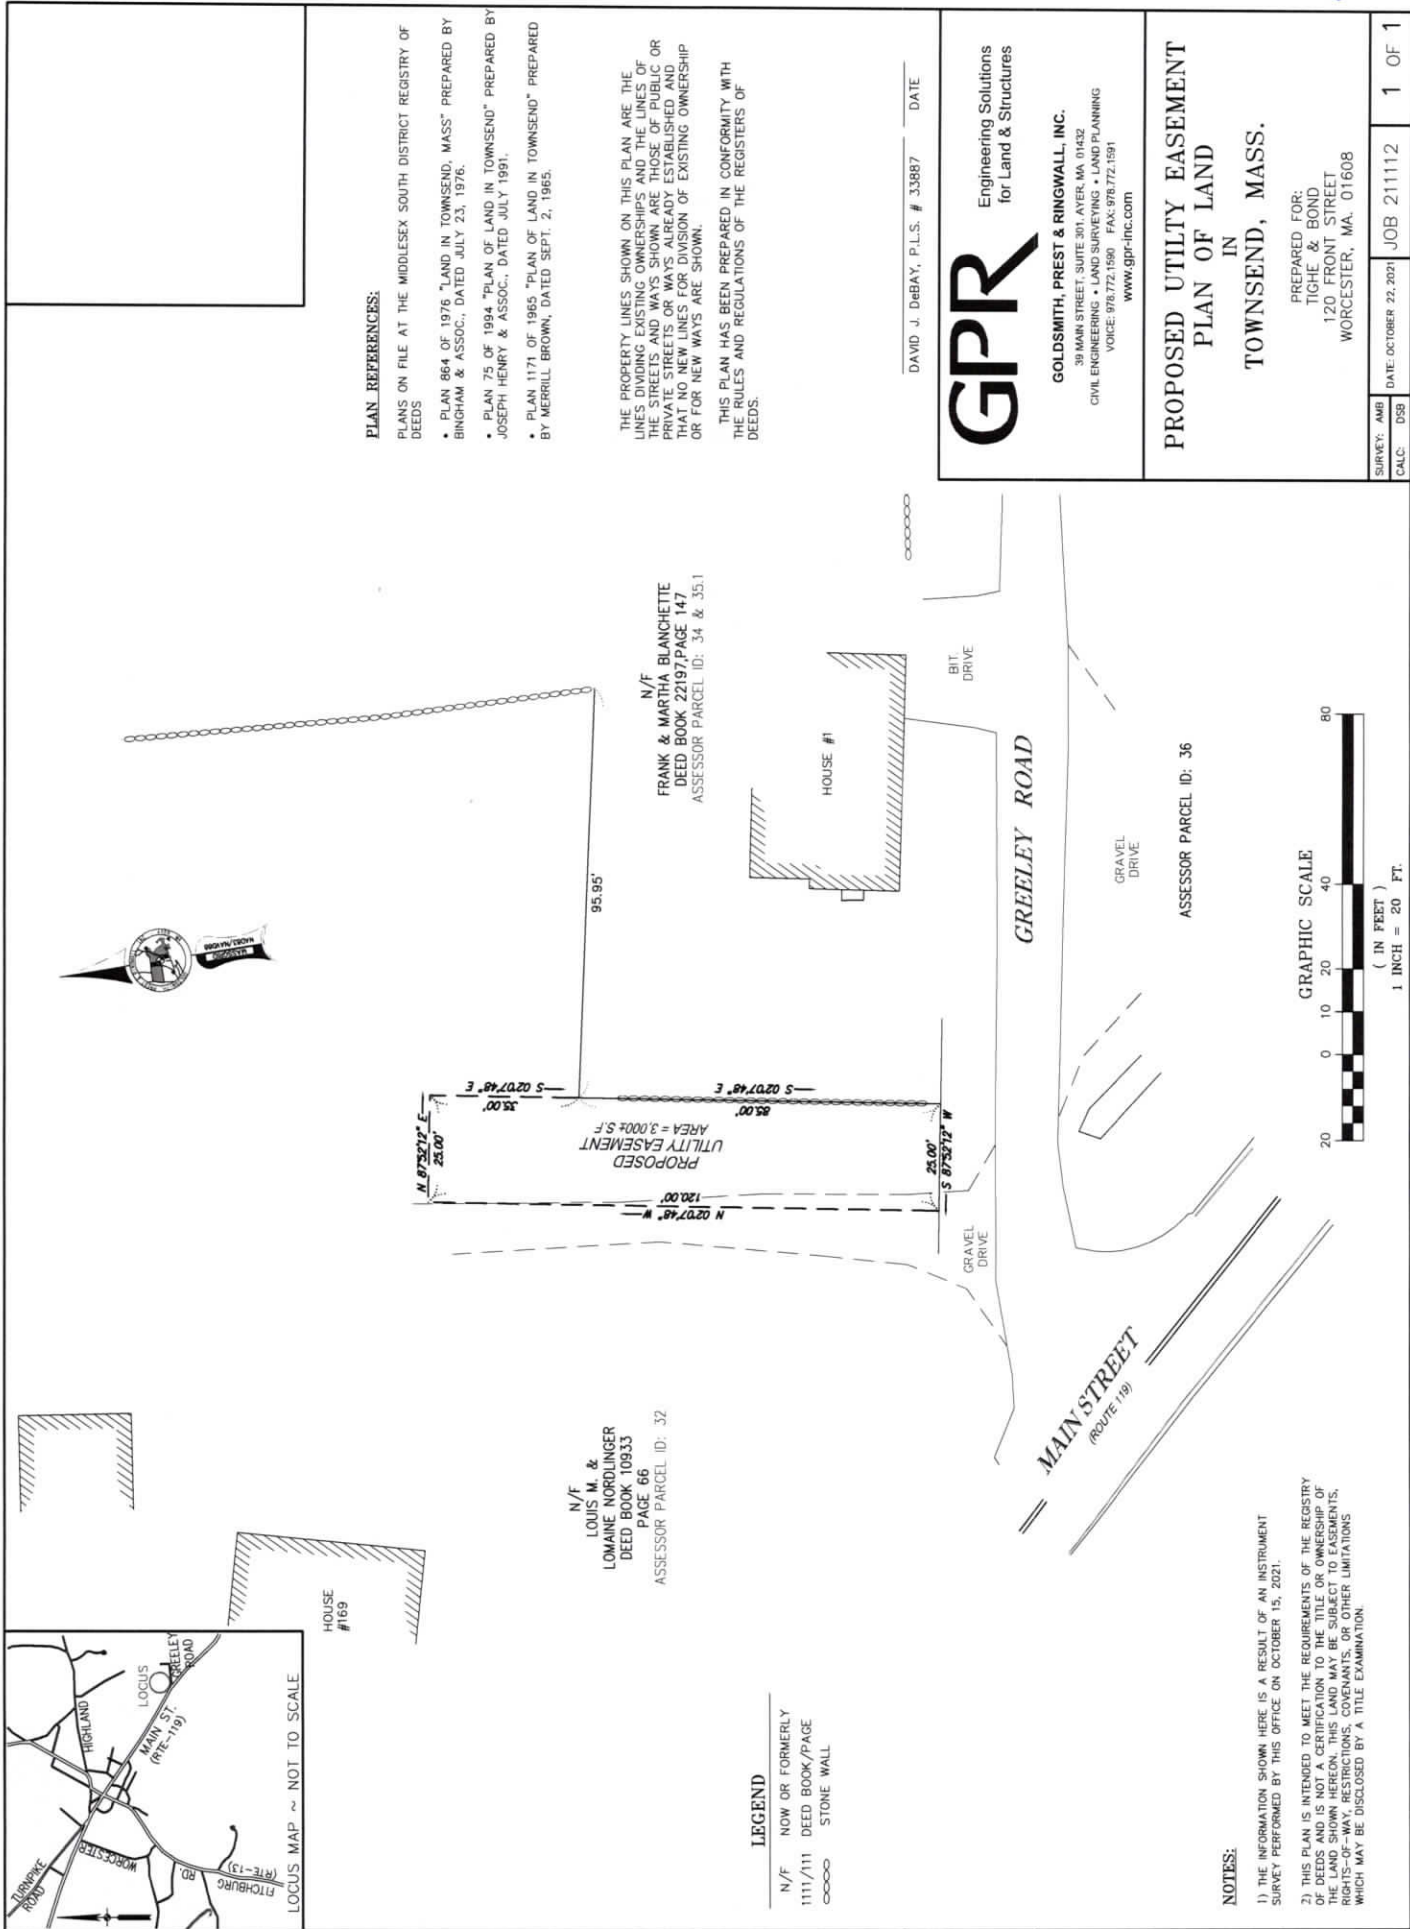 TURNPIKE
ROAD
HIGHLAND
LOCUS
MAIN ST.
(RTE-119)
GREELEY
ROAD
WORCESTER
RD.
FITCHBURG
(RTE-13)
LOCUS MAP ~ NOT TO SCALE
HOUSE
#169
MASSGRID
NAD83/NAVD88
PLAN REFERENCES:
PLANS ON FILE AT THE MIDDLESEX SOUTH DISTRICT REGISTRY OF
DEEDS
• PLAN 864 OF 1976 "LAND IN TOWNSEND, MASS" PREPARED BY
BINGHAM & ASSOC., DATED JULY 23, 1976.
• PLAN 75 OF 1994 "PLAN OF LAND IN TOWNSEND" PREPARED BY
JOSEPH HENRY & ASSOC., DATED JULY 1991.
• PLAN 1171 OF 1965 "PLAN OF LAND IN TOWNSEND" PREPARED
BY MERRILL BROWN, DATED SEPT. 2, 1965.
THE PROPERTY LINES SHOWN ON THIS PLAN ARE THE
LINES DIVIDING EXISTING OWNERSHIPS AND THE LINES OF
THE STREETS AND WAYS SHOWN ARE THOSE OF PUBLIC OR
PRIVATE STREETS OR WAYS ALREADY ESTABLISHED AND
THAT NO NEW LINES FOR DIVISION OF EXISTING OWNERSHIP
OR FOR NEW WAYS ARE SHOWN.
THIS PLAN HAS BEEN PREPARED IN CONFORMITY WITH
THE RULES AND REGULATIONS OF THE REGISTERS OF
DEEDS.
DAVID J. DeBAY, P.L.S. # 33887 DATE
N/F
LOUIS M. &
LOMAINE NORDLINGER
DEED BOOK 10933
PAGE 66
ASSESSOR PARCEL ID: 32
N 87°52'12" E
25.00'
S 02°07'48" E
35.00'
95.95'
S 02°07'48" E
85.00'
PROPOSED
UTILITY EASEMENT
AREA = 3,000± S.F.
N 02°07'48" W
120.00'
25.00'
S 87°52'12" W
N/F
FRANK & MARTHA BLANCHETTE
DEED BOOK 22197,PAGE 147
ASSESSOR PARCEL ID: 34 & 35.1
HOUSE #1
BIT.
DRIVE
GRAVEL
DRIVE
GREELEY ROAD
GRAVEL
DRIVE
ASSESSOR PARCEL ID: 36
MAIN STREET
(ROUTE 119)
LEGEND
N/F NOW OR FORMERLY
1111/111 DEED BOOK/PAGE
STONE WALL
NOTES:
1) THE INFORMATION SHOWN HERE IS A RESULT OF AN INSTRUMENT
SURVEY PERFORMED BY THIS OFFICE ON OCTOBER 15, 2021.
2) THIS PLAN IS INTENDED TO MEET THE REQUIREMENTS OF THE REGISTRY
OF DEEDS AND IS NOT A CERTIFICATION TO THE TITLE OR OWNERSHIP OF
THE LAND SHOWN HEREON. THIS LAND MAY BE SUBJECT TO EASEMENTS,
RIGHTS-OF-WAY, RESTRICTIONS, COVENANTS, OR OTHER LIMITATIONS
WHICH MAY BE DISCLOSED BY A TITLE EXAMINATION.
GRAPHIC SCALE
20 0 10 20 40 80
( IN FEET )
1 INCH = 20 FT.
GPR
Engineering Solutions
for Land & Structures
GOLDSMITH, PREST & RINGWALL, INC.
39 MAIN STREET, SUITE 301, AYER, MA 01432
CIVIL ENGINEERING • LAND SURVEYING • LAND PLANNING
VOICE: 978.772.1590 FAX: 978.772.1591
www.gpr-inc.com
PROPOSED UTILTY EASEMENT
PLAN OF LAND
IN
TOWNSEND, MASS.
PREPARED FOR:
TIGHE & BOND
120 FRONT STREET
WORCESTER, MA. 01608
SURVEY: AMB
CALC: DSB
DATE: OCTOBER 22, 2021
JOB 211112
1 OF 1